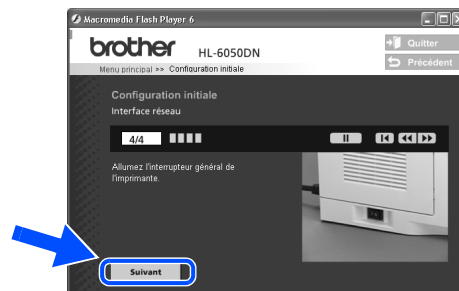 Macromedia Flash Player 6
brother HL-6050DN
Quitter
Menu principal >> Configuration initiale
Précédent
Configuration initiale
Interface réseau
4/4
Allumez l'interrupteur général de
l'imprimante.
Suivant